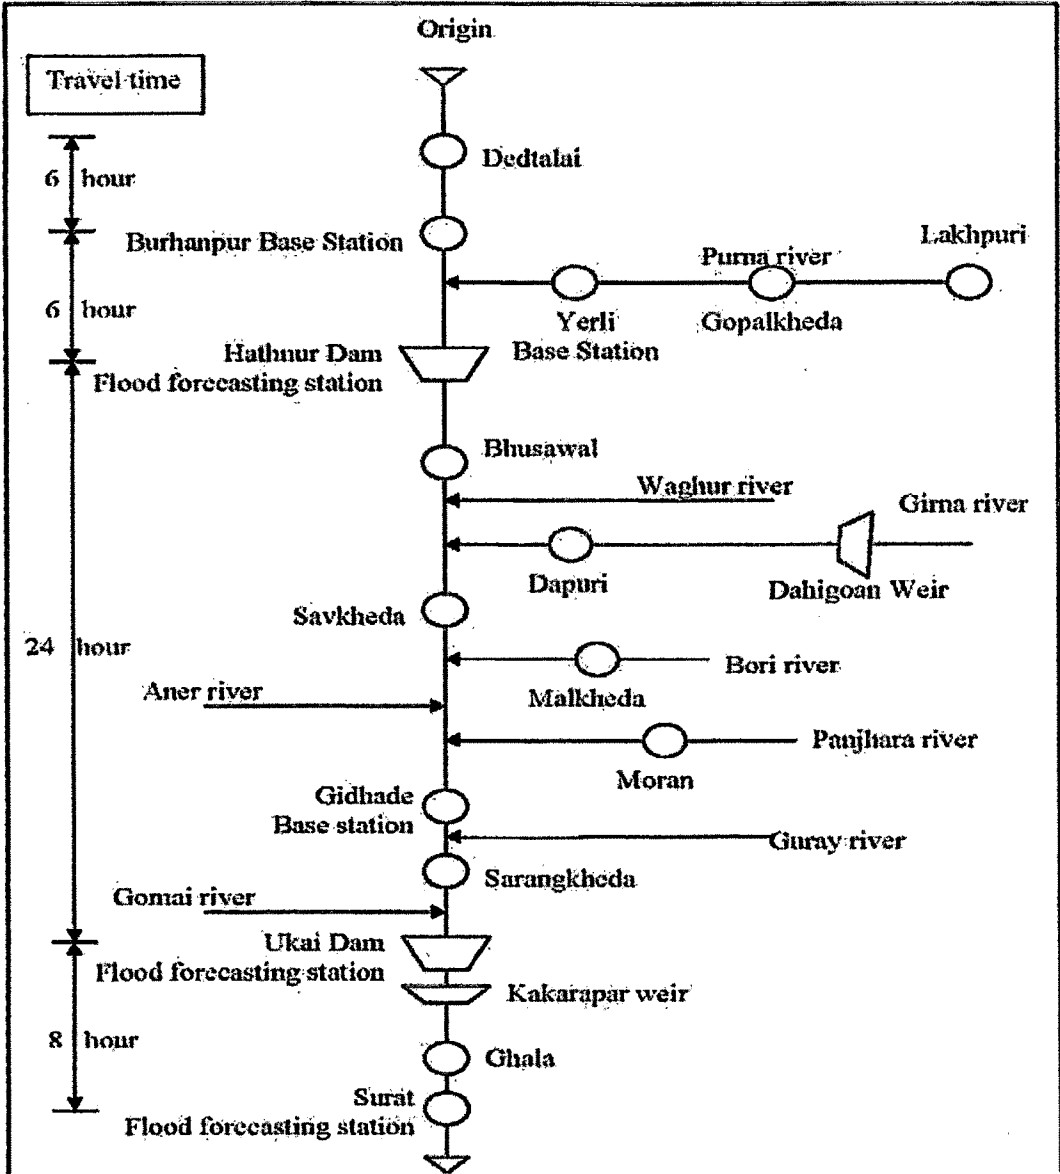 Origin
Travel time
Dedtalai
6 hour
Burhanpur Base Station
Lakhpuri
Purna river
6 hour
Yerli
Base Station
Gopalkheda
Hathnur Dam
Flood forecasting station
Bhusawal
Waghur river
Girna river
Dapuri
Dahigoan Weir
Savkheda
24 hour
Bori river
Malkheda
Aner river
Panjhara river
Moran
Gidhade
Base station
Guray river
Sarangkheda
Gomai river
Ukai Dam
Flood forecasting station
Kakarapar weir
8 hour
Ghala
Surat
Flood forecasting station